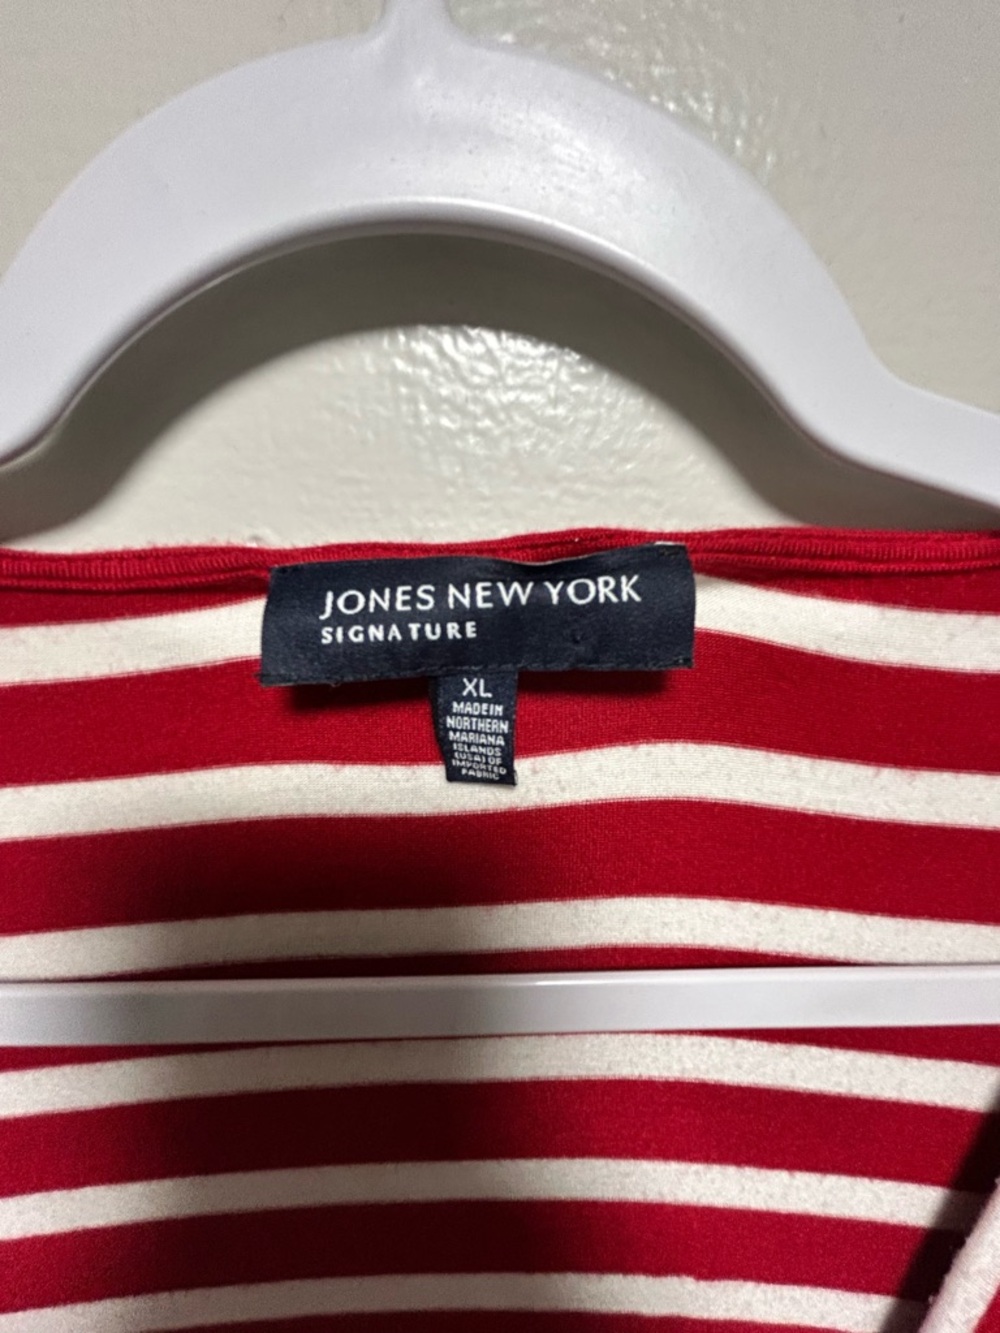 JONES NEW YORK
SIGNATURE
XL
MADE IN
NORTHERN
MARIANA
ISLANDS
(USA) OF
IMPORTED
FABRIC